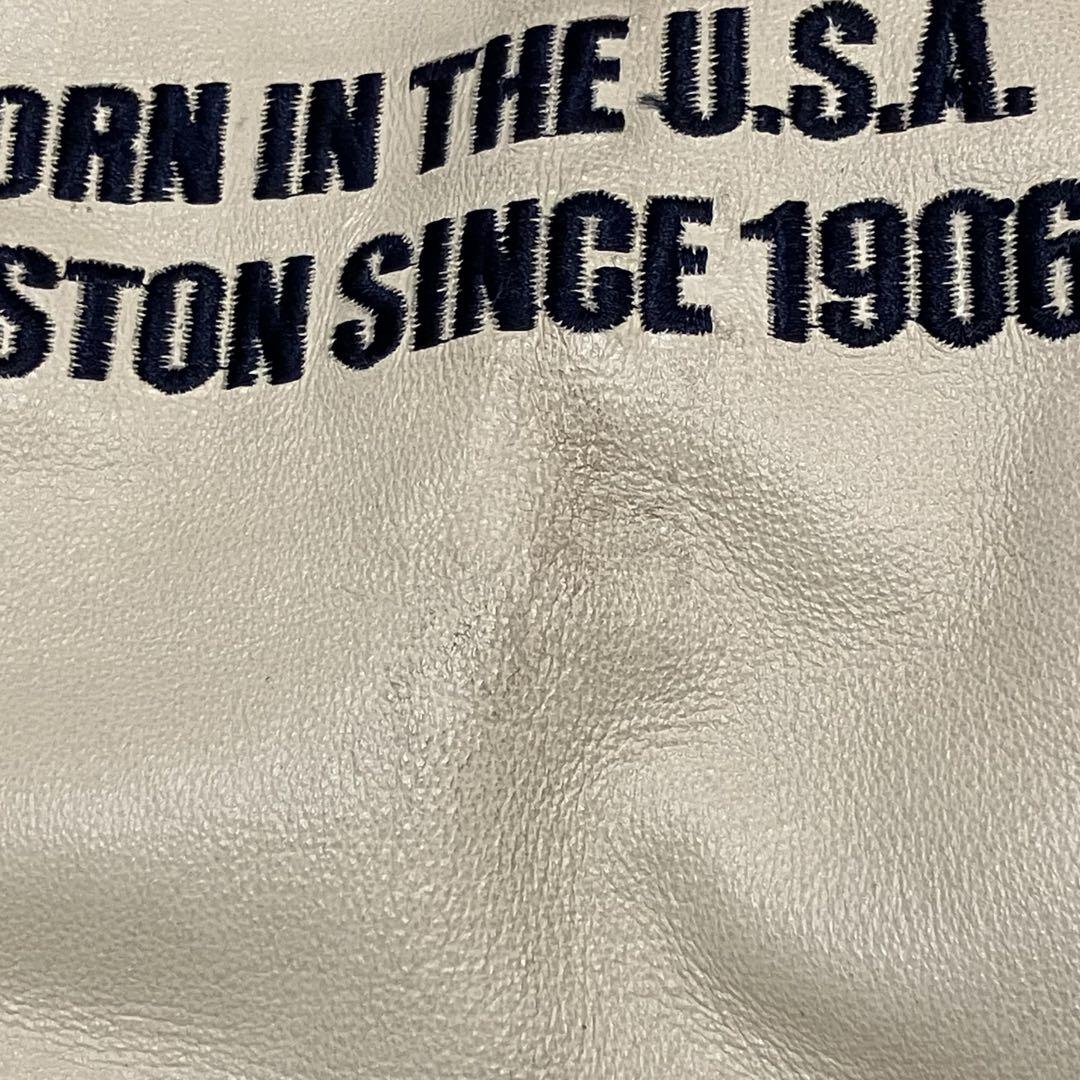 ORN IN THE U.S.A.
STON SINCE 1906